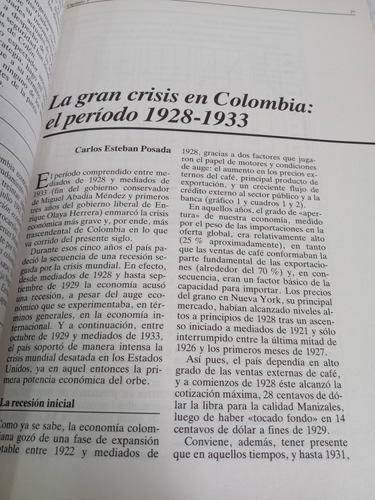 Capítulo 3
77
La gran crisis en Colombia:
el período 1928-1933
Carlos Esteban Posada
El período comprendido entre me-
diados de 1928 y mediados de
1933 (fin del gobierno conservador
de Miguel Abadía Méndez y primeros
tres años del gobierno liberal de En-
rique Olaya Herrera) enmarcó la crisis
económica más grave y, por ende, más
trascendental de Colombia en lo que
va corrido del presente siglo.
Durante esos cinco años el país pa-
deció la secuencia de una recesión se-
guida por la crisis mundial. En efecto,
desde mediados de 1928 y hasta sep-
tiembre de 1929 la economía acusó
una recesión, a pesar del auge eco-
nómico que se experimentaba, en tér-
minos generales, en la economía in-
ternacional. Y a continuación, entre
octubre de 1929 y mediados de 1933,
el país soportó de manera intensa la
crisis mundial desatada en los Estados
Unidos, ya en aquel entonces la pri-
mera potencia económica del orbe.
La recesión inicial
Como ya se sabe, la economía colom-
biana gozó de una fase de expansión
notable entre 1922 y mediados de
1928, gracias a dos factores que juga-
ron el papel de motores y condiciones
de auge: el aumento en los precios ex-
ternos del café, principal producto de
exportación, y un creciente flujo de
crédito externo al sector público y a la
banca (gráfico 1 y cuadros 1 y 2).
En aquellos años, el grado de «aper-
tura» de nuestra economía, medido
por el peso de las importaciones en la
oferta global, era relativamente alto
(25 % aproximadamente), en tanto
que las ventas de café conformaban la
parte fundamental de las exportacio-
nes (alrededor del 70 %) y, en con-
secuencia, eran un factor básico de la
capacidad para importar. Los precios
del grano en Nueva York, su principal
mercado, habían alcanzado niveles al-
tos a principios de 1928 tras un ascen-
so iniciado a mediados de 1921 y sólo
interrumpido entre la última mitad de
1926 y los primeros meses de 1927.
Así pues, el país dependía en alto
grado de las ventas externas de café,
y a comienzos de 1928 éste alcanzó la
cotización máxima, 28 centavos de dó-
lar la libra para la calidad Manizales,
luego de haber «tocado fondo» en 14
centavos de dólar a fines de 1929.
Conviene, además, tener presente
que en aquellos tiempos, y hasta 1931,